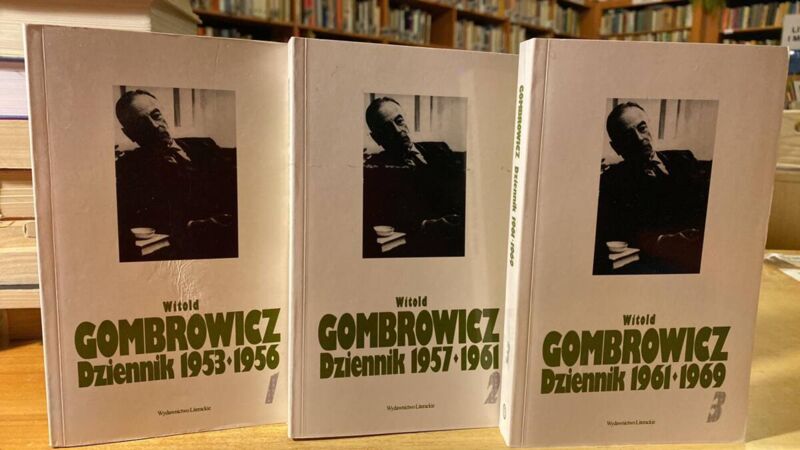 Witold
GOMBROWICZ
Dziennik 1953•1956
1
Wydawnictwo Literackie
Witold
GOMBROWICZ
Dziennik 1957•1961
2
Wydawnictwo Literackie
GOMBROWICZ Dziennik 1961•1969
Witold
GOMBROWICZ
Dziennik 1961•1969
3
Wydawnictwo Literackie